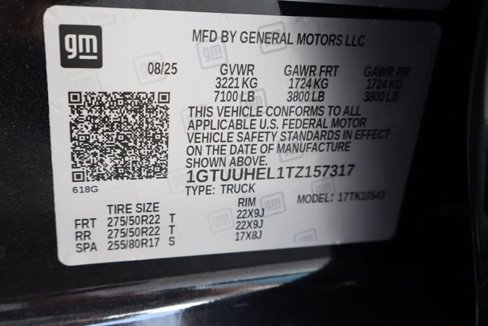 gm
MFD BY GENERAL MOTORS LLC
08/25 GVWR GAWR FRT GAWR RR
3221 KG 1724 KG 1724 KG
7100 LB 3800 LB 3800 LB
THIS VEHICLE CONFORMS TO ALL
APPLICABLE U.S. FEDERAL MOTOR
VEHICLE SAFETY STANDARDS IN EFFECT
ON THE DATE OF MANUFACTURE
SHOWN ABOVE.
1GTUUHEL1TZ157317
618G TYPE: TRUCK MODEL:
TIRE SIZE RIM
FRT 275/50R22 T 22X9J
RR 275/50R22 T 22X9J
SPA 255/80R17 S 17X8J